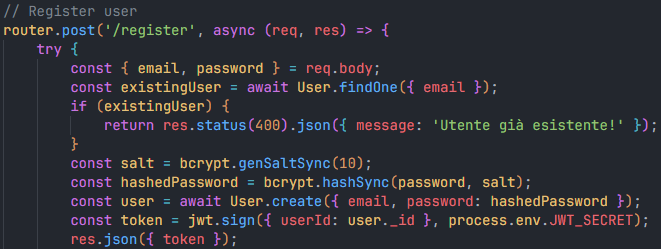 // Register user
router.post('/register', async (req, res) => {
    try {
        const { email, password } = req.body;
        const existingUser = await User.findOne({ email });
        if (existingUser) {
            return res.status(400).json({ message: 'Utente già esistente!' });
        }
        const salt = bcrypt.genSaltSync(10);
        const hashedPassword = bcrypt.hashSync(password, salt);
        const user = await User.create({ email, password: hashedPassword });
        const token = jwt.sign({ userId: user._id }, process.env.JWT_SECRET);
        res.json({ token });